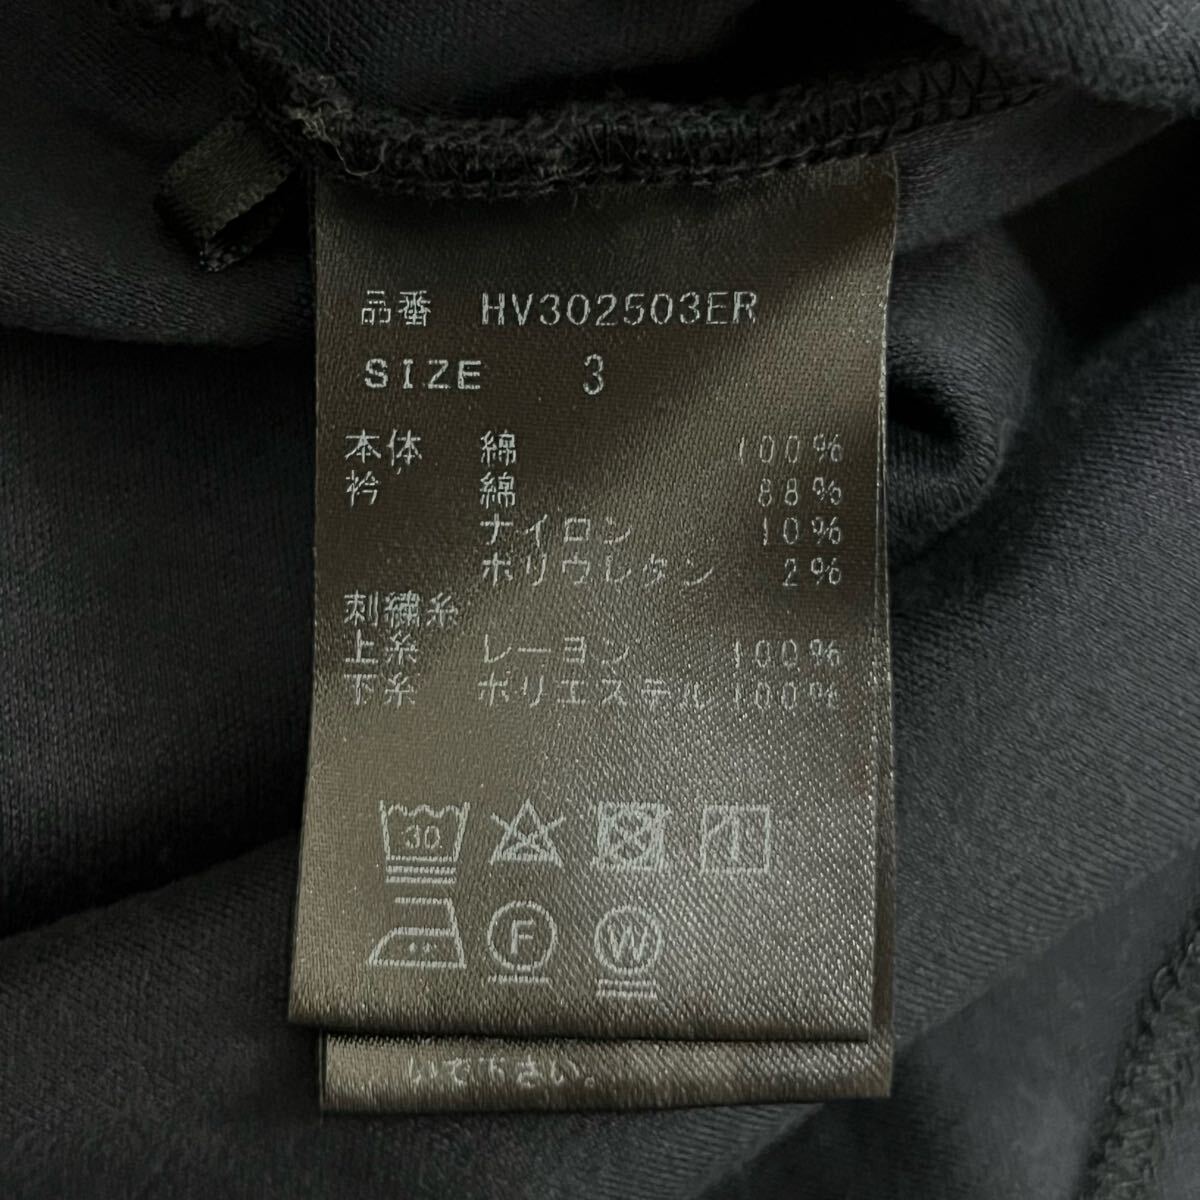 品番 HV302503ER
SIZE 3
本体 綿 100%
衿 綿 88%
ナイロン 10%
ポリウレタン 2%
刺繍糸
上糸 レーヨン 100%
下糸 ポリエステル 100%
30
F W
いで下さい。